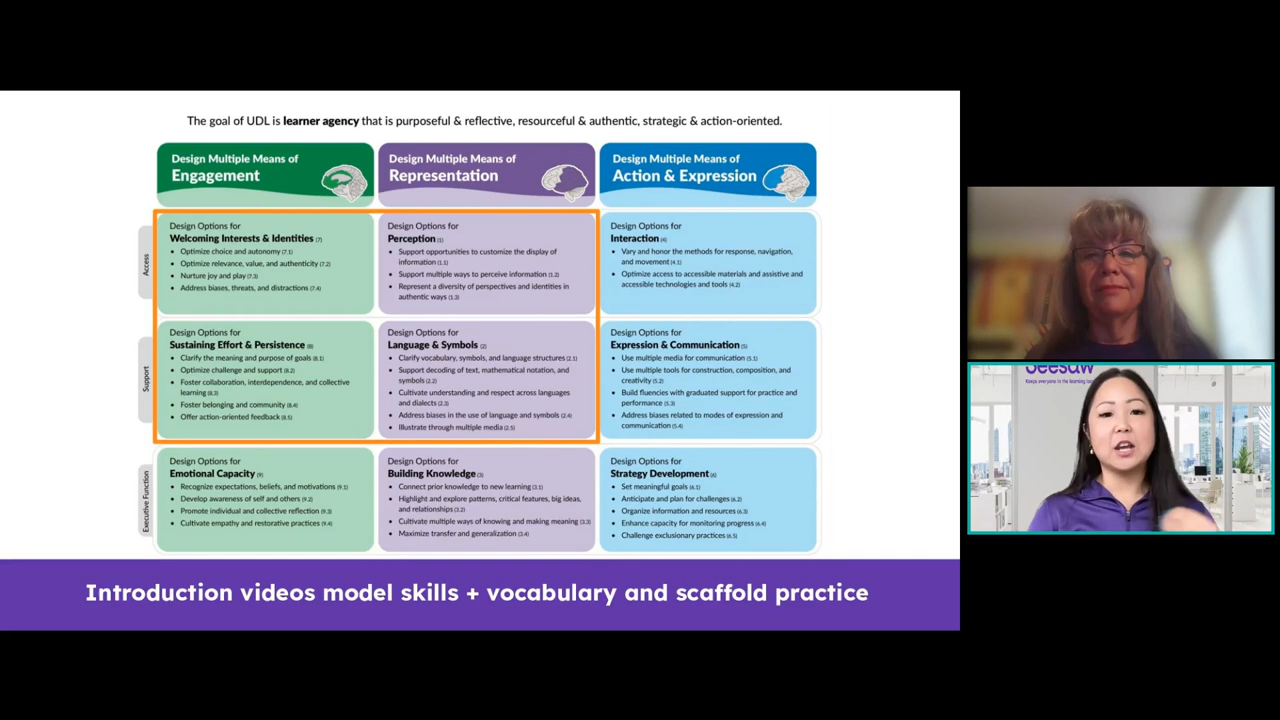 The goal of UDL is learner agency that is purposeful & reflective, resourceful & authentic, strategic & action-oriented.
Design Multiple Means of
Engagement
Design Multiple Means of
Representation
Design Multiple Means of
Action & Expression
Access
Design Options for
Welcoming Interests & Identities (7)
• Optimize choice and autonomy (7.1)
• Optimize relevance, value, and authenticity (7.2)
• Nurture joy and play (7.3)
• Address biases, threats, and distractions (7.4)
Design Options for
Perception (1)
• Support opportunities to customize the display of
information (1.1)
• Support multiple ways to perceive information (1.2)
• Represent a diversity of perspectives and identities in
authentic ways (1.3)
Design Options for
Interaction (4)
• Vary and honor the methods for response, navigation,
and movement (4.1)
• Optimize access to accessible materials and assistive and
accessible technologies and tools (4.2)
Support
Design Options for
Sustaining Effort & Persistence (8)
• Clarify the meaning and purpose of goals (8.1)
• Optimize challenge and support (8.2)
• Foster collaboration, interdependence, and collective
learning (8.3)
• Foster belonging and community (8.4)
• Offer action-oriented feedback (8.5)
Design Options for
Language & Symbols (2)
• Clarify vocabulary, symbols, and language structures (2.1)
• Support decoding of text, mathematical notation, and
symbols (2.2)
• Cultivate understanding and respect across languages
and dialects (2.3)
• Address biases in the use of language and symbols (2.4)
• Illustrate through multiple media (2.5)
Design Options for
Expression & Communication (5)
• Use multiple media for communication (5.1)
• Use multiple tools for construction, composition, and
creativity (5.2)
• Build fluencies with graduated support for practice and
performance (5.3)
• Address biases related to modes of expression and
communication (5.4)
Executive Function
Design Options for
Emotional Capacity (9)
• Recognize expectations, beliefs, and motivations (9.1)
• Develop awareness of self and others (9.2)
• Promote individual and collective reflection (9.3)
• Cultivate empathy and restorative practices (9.4)
Design Options for
Building Knowledge (3)
• Connect prior knowledge to new learning (3.1)
• Highlight and explore patterns, critical features, big ideas,
and relationships (3.2)
• Cultivate multiple ways of knowing and making meaning (3.3)
• Maximize transfer and generalization (3.4)
Design Options for
Strategy Development (6)
• Set meaningful goals (6.1)
• Anticipate and plan for challenges (6.2)
• Organize information and resources (6.3)
• Enhance capacity for monitoring progress (6.4)
• Challenge exclusionary practices (6.5)
Introduction videos model skills + vocabulary and scaffold practice
Seesaw
Keeps everyone in the learning